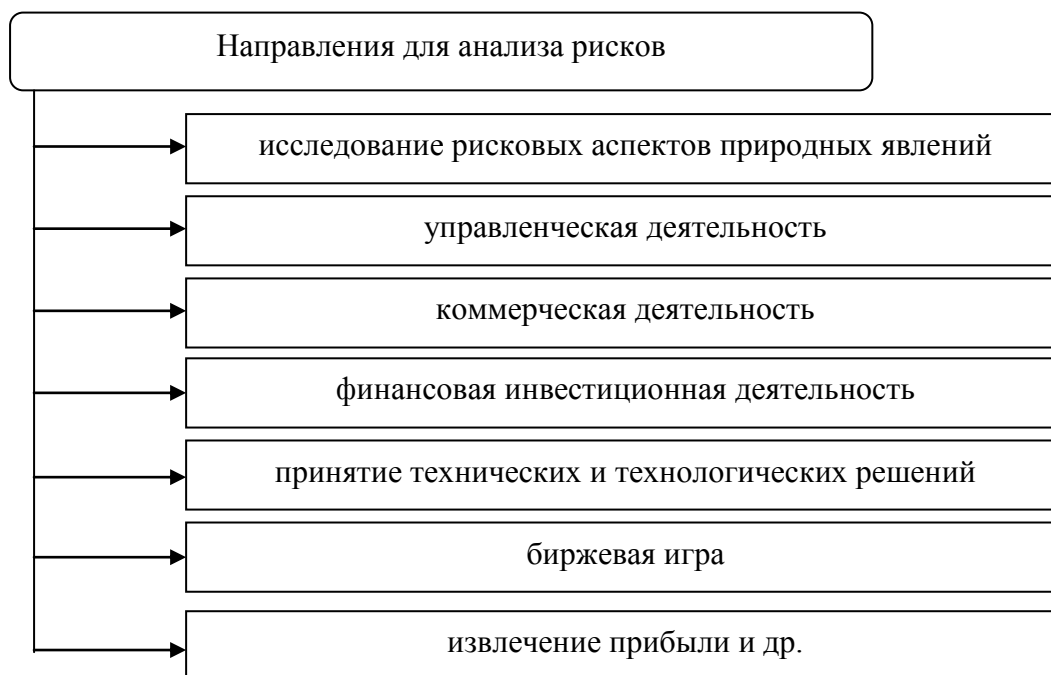 Направления для анализа рисков
исследование рисковых аспектов природных явлений
управленческая деятельность
коммерческая деятельность
финансовая инвестиционная деятельность
принятие технических и технологических решений
биржевая игра
извлечение прибыли и др.